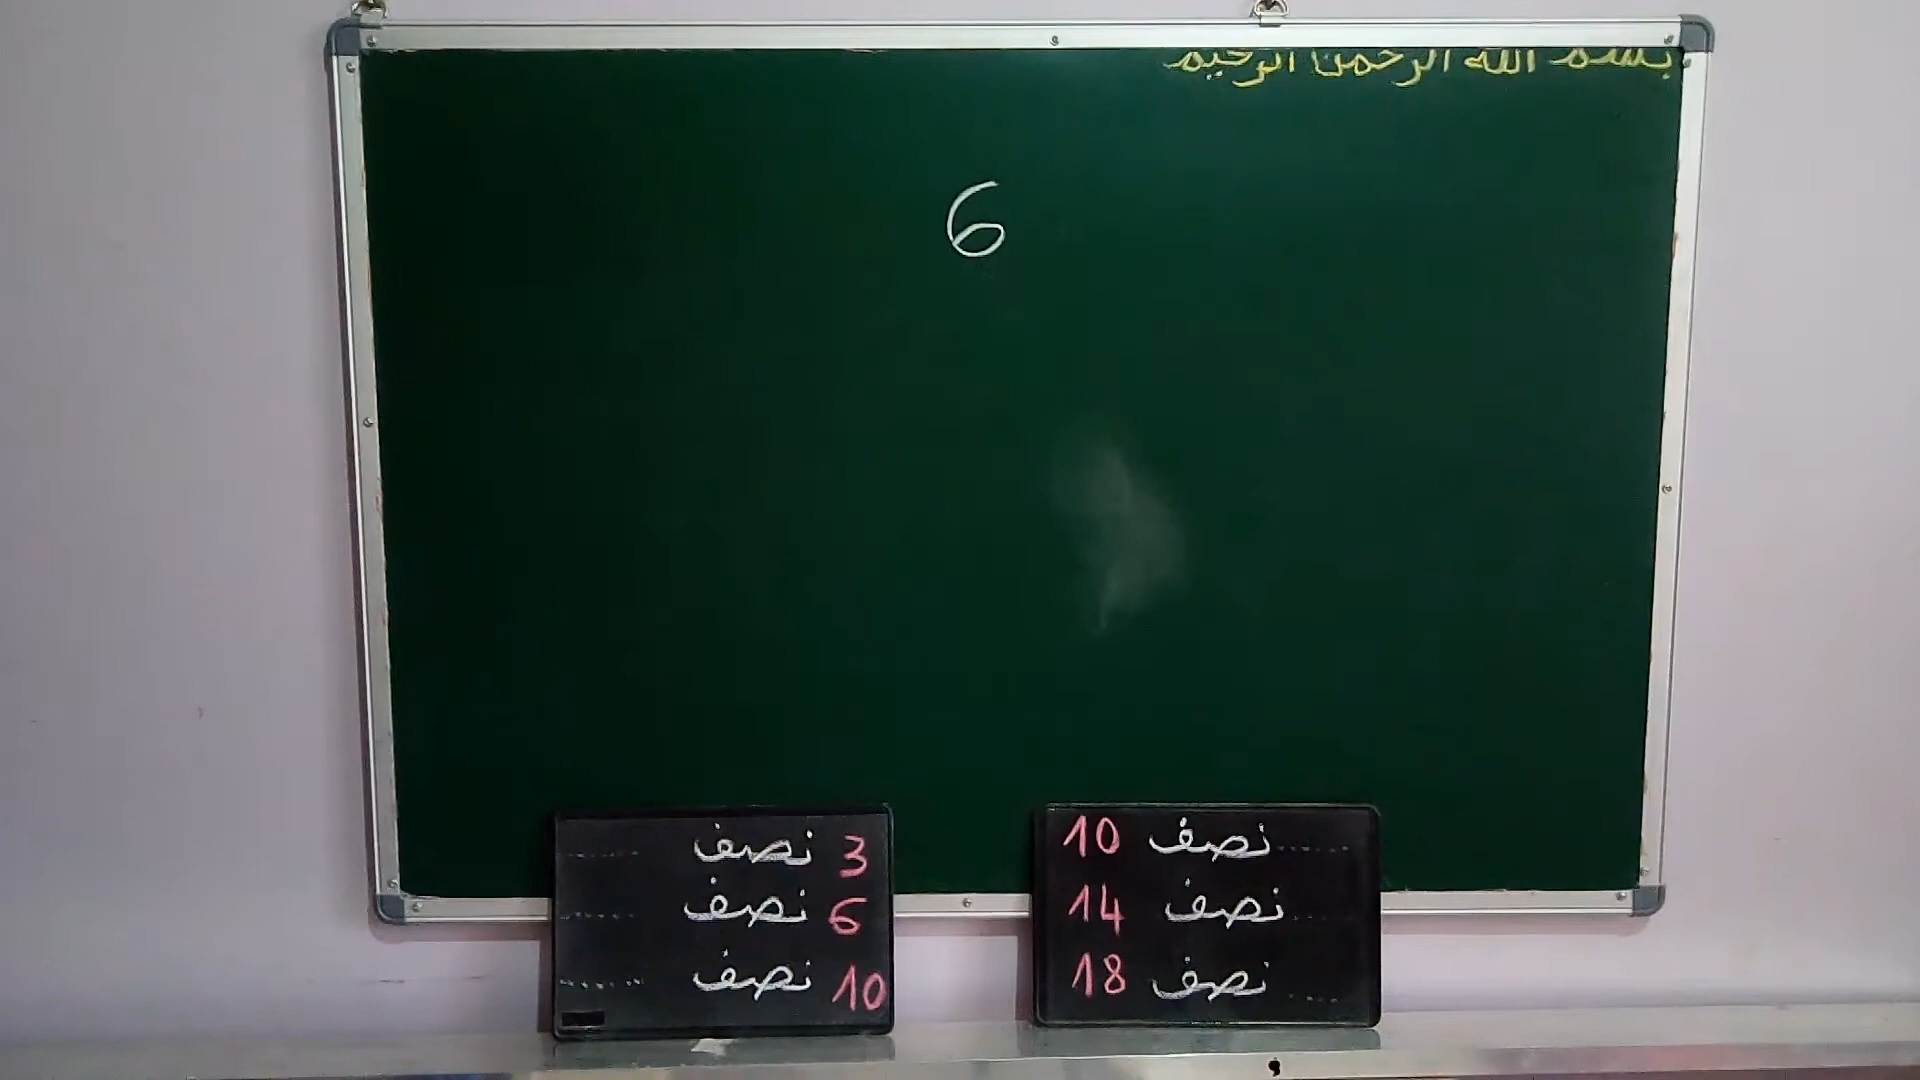 بسم الله الرحمن الرحيم
6
...... نصف 10
...... نصف 14
...... نصف 18
3 نصف ......
6 نصف ......
10 نصف ......